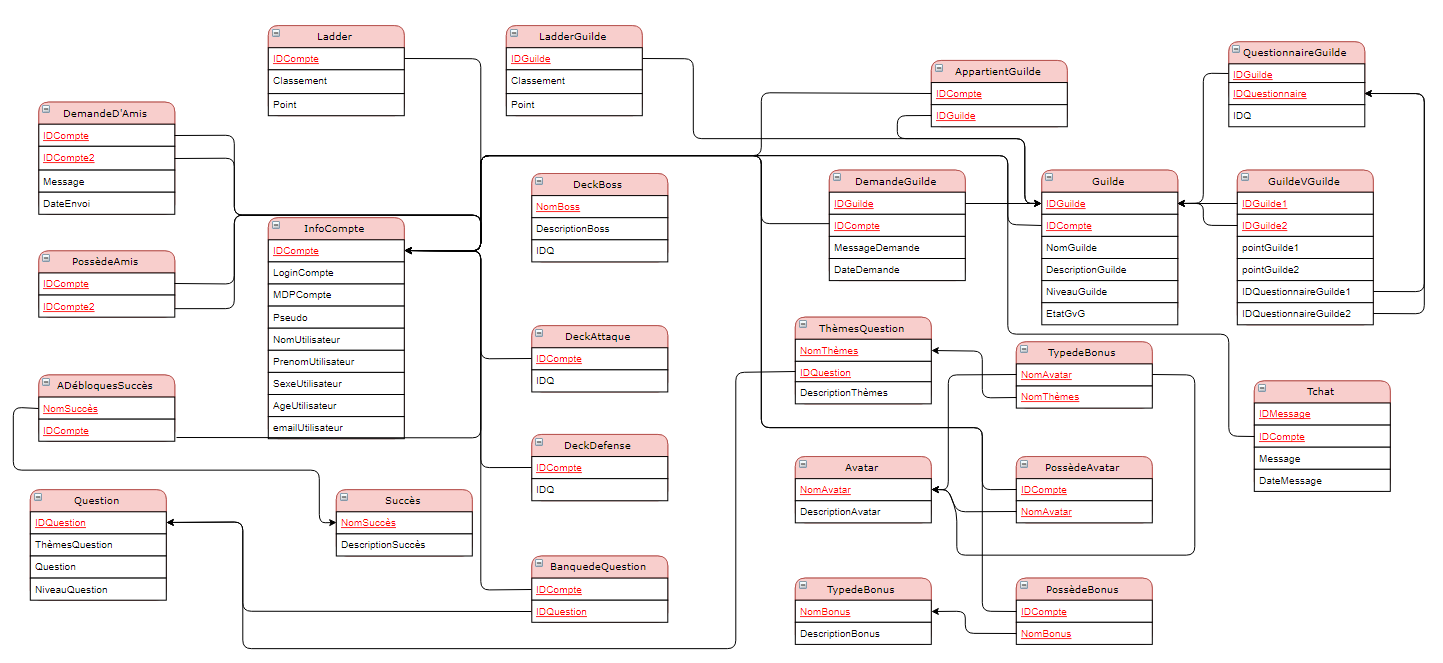 Ladder
IDCompte
Classement
Point
LadderGuilde
IDGuilde
Classement
Point
AppartientGuilde
IDCompte
IDGuilde
QuestionnaireGuilde
IDGuilde
IDQuestionnaire
IDQ
DemandeD'Amis
IDCompte
IDCompte2
Message
DateEnvoi
DeckBoss
NomBoss
DescriptionBoss
IDQ
DemandeGuilde
IDGuilde
IDCompte
MessageDemande
DateDemande
Guilde
IDGuilde
IDCompte
NomGuilde
DescriptionGuilde
NiveauGuilde
EtatGvG
GuildeVGuilde
IDGuilde1
IDGuilde2
pointGuilde1
pointGuilde2
IDQuestionnaireGuilde1
IDQuestionnaireGuilde2
InfoCompte
IDCompte
LoginCompte
MDPCompte
Pseudo
NomUtilisateur
PrenomUtilisateur
SexeUtilisateur
AgeUtilisateur
emailUtilisateur
PossèdeAmis
IDCompte
IDCompte2
DeckAttaque
IDCompte
IDQ
ThèmesQuestion
NomThèmes
IDQuestion
DescriptionThèmes
TypedeBonus
NomAvatar
NomThèmes
Tchat
IDMessage
IDCompte
Message
DateMessage
ADébloquesSuccès
NomSuccès
IDCompte
DeckDefense
IDCompte
IDQ
Avatar
NomAvatar
DescriptionAvatar
PossèdeAvatar
IDCompte
NomAvatar
Question
IDQuestion
ThèmesQuestion
Question
NiveauQuestion
Succès
NomSuccès
DescriptionSuccès
BanquedeQuestion
IDCompte
IDQuestion
TypedeBonus
NomBonus
DescriptionBonus
PossèdeBonus
IDCompte
NomBonus